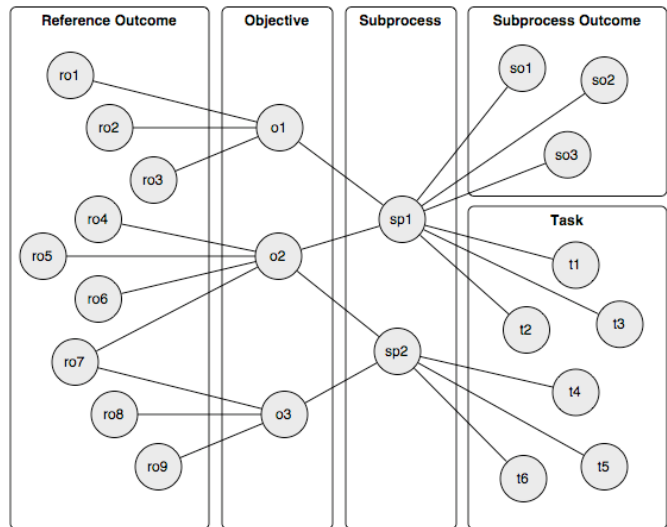 Reference Outcome
Objective
Subprocess
Subprocess Outcome
ro1
ro2
ro3
ro4
ro5
ro6
ro7
ro8
ro9
o1
o2
o3
sp1
sp2
so1
so2
so3
Task
t1
t2
t3
t4
t5
t6